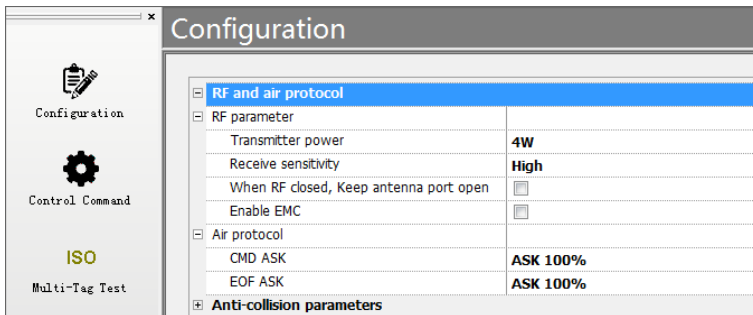 x
Configuration
Configuration
Control Command
ISO
Multi-Tag Test
RF and air protocol
RF parameter
Transmitter power 4W
Receive sensitivity High
When RF closed, Keep antenna port open
Enable EMC
Air protocol
CMD ASK ASK 100%
EOF ASK ASK 100%
Anti-collision parameters